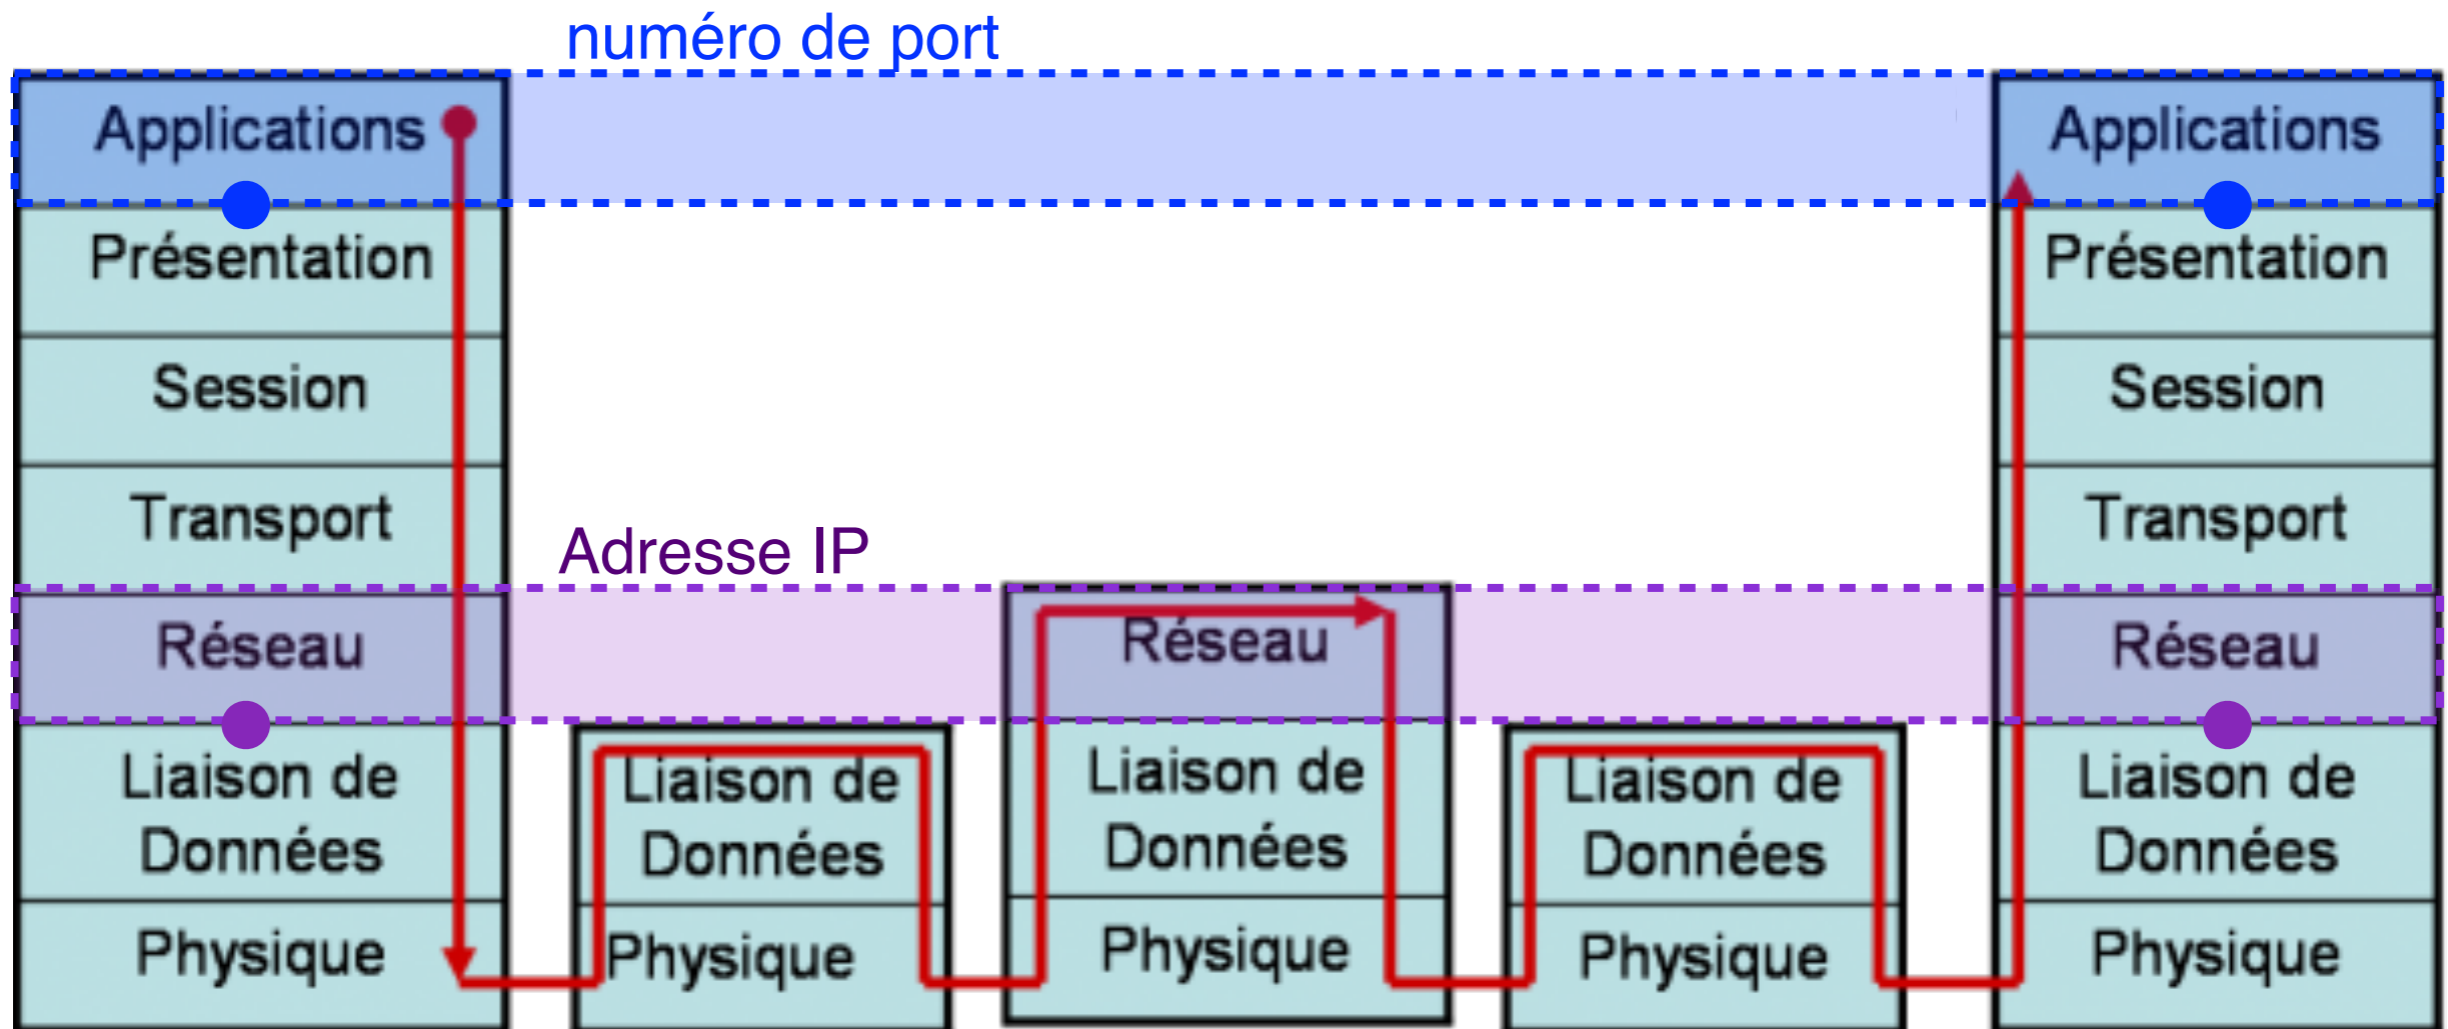 numéro de port
Applications
Présentation
Session
Transport
Réseau
Liaison de
Données
Physique
Liaison de
Données
Physique
Adresse IP
Réseau
Liaison de
Données
Physique
Liaison de
Données
Physique
Applications
Présentation
Session
Transport
Réseau
Liaison de
Données
Physique